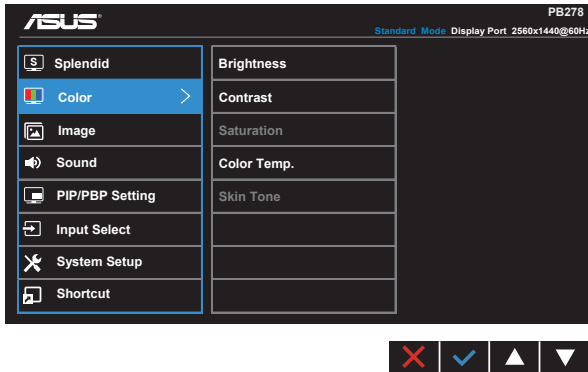 ASUS
PB278
Standard Mode Display Port 2560x1440@60Hz
S Splendid
Color
Image
Sound
PIP/PBP Setting
Input Select
System Setup
Shortcut
Brightness
Contrast
Saturation
Color Temp.
Skin Tone